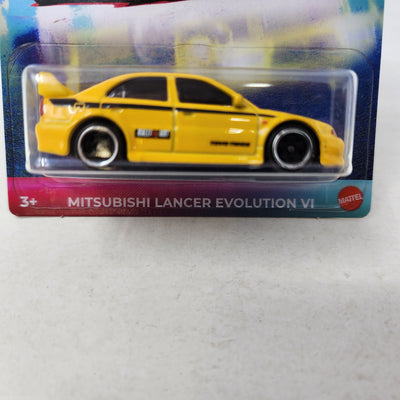 3+
MITSUBISHI LANCER EVOLUTION VI
MATTEL